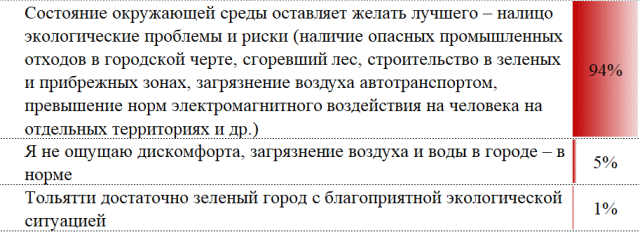 Состояние окружающей среды оставляет желать лучшего – налицо
экологические проблемы и риски (наличие опасных промышленных
отходов в городской черте, сгоревший лес, строительство в зеленых
и прибрежных зонах, загрязнение воздуха автотранспортом,
превышение норм электромагнитного воздействия на человека на
отдельных территориях и др.)
94%
Я не ощущаю дискомфорта, загрязнение воздуха и воды в городе – в
норме
5%
Тольятти достаточно зеленый город с благоприятной экологической
ситуацией
1%